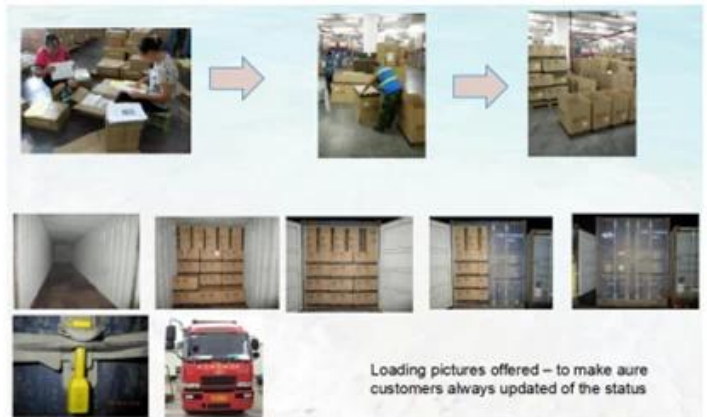 Loading pictures offered – to make aure
customers always updated of the status